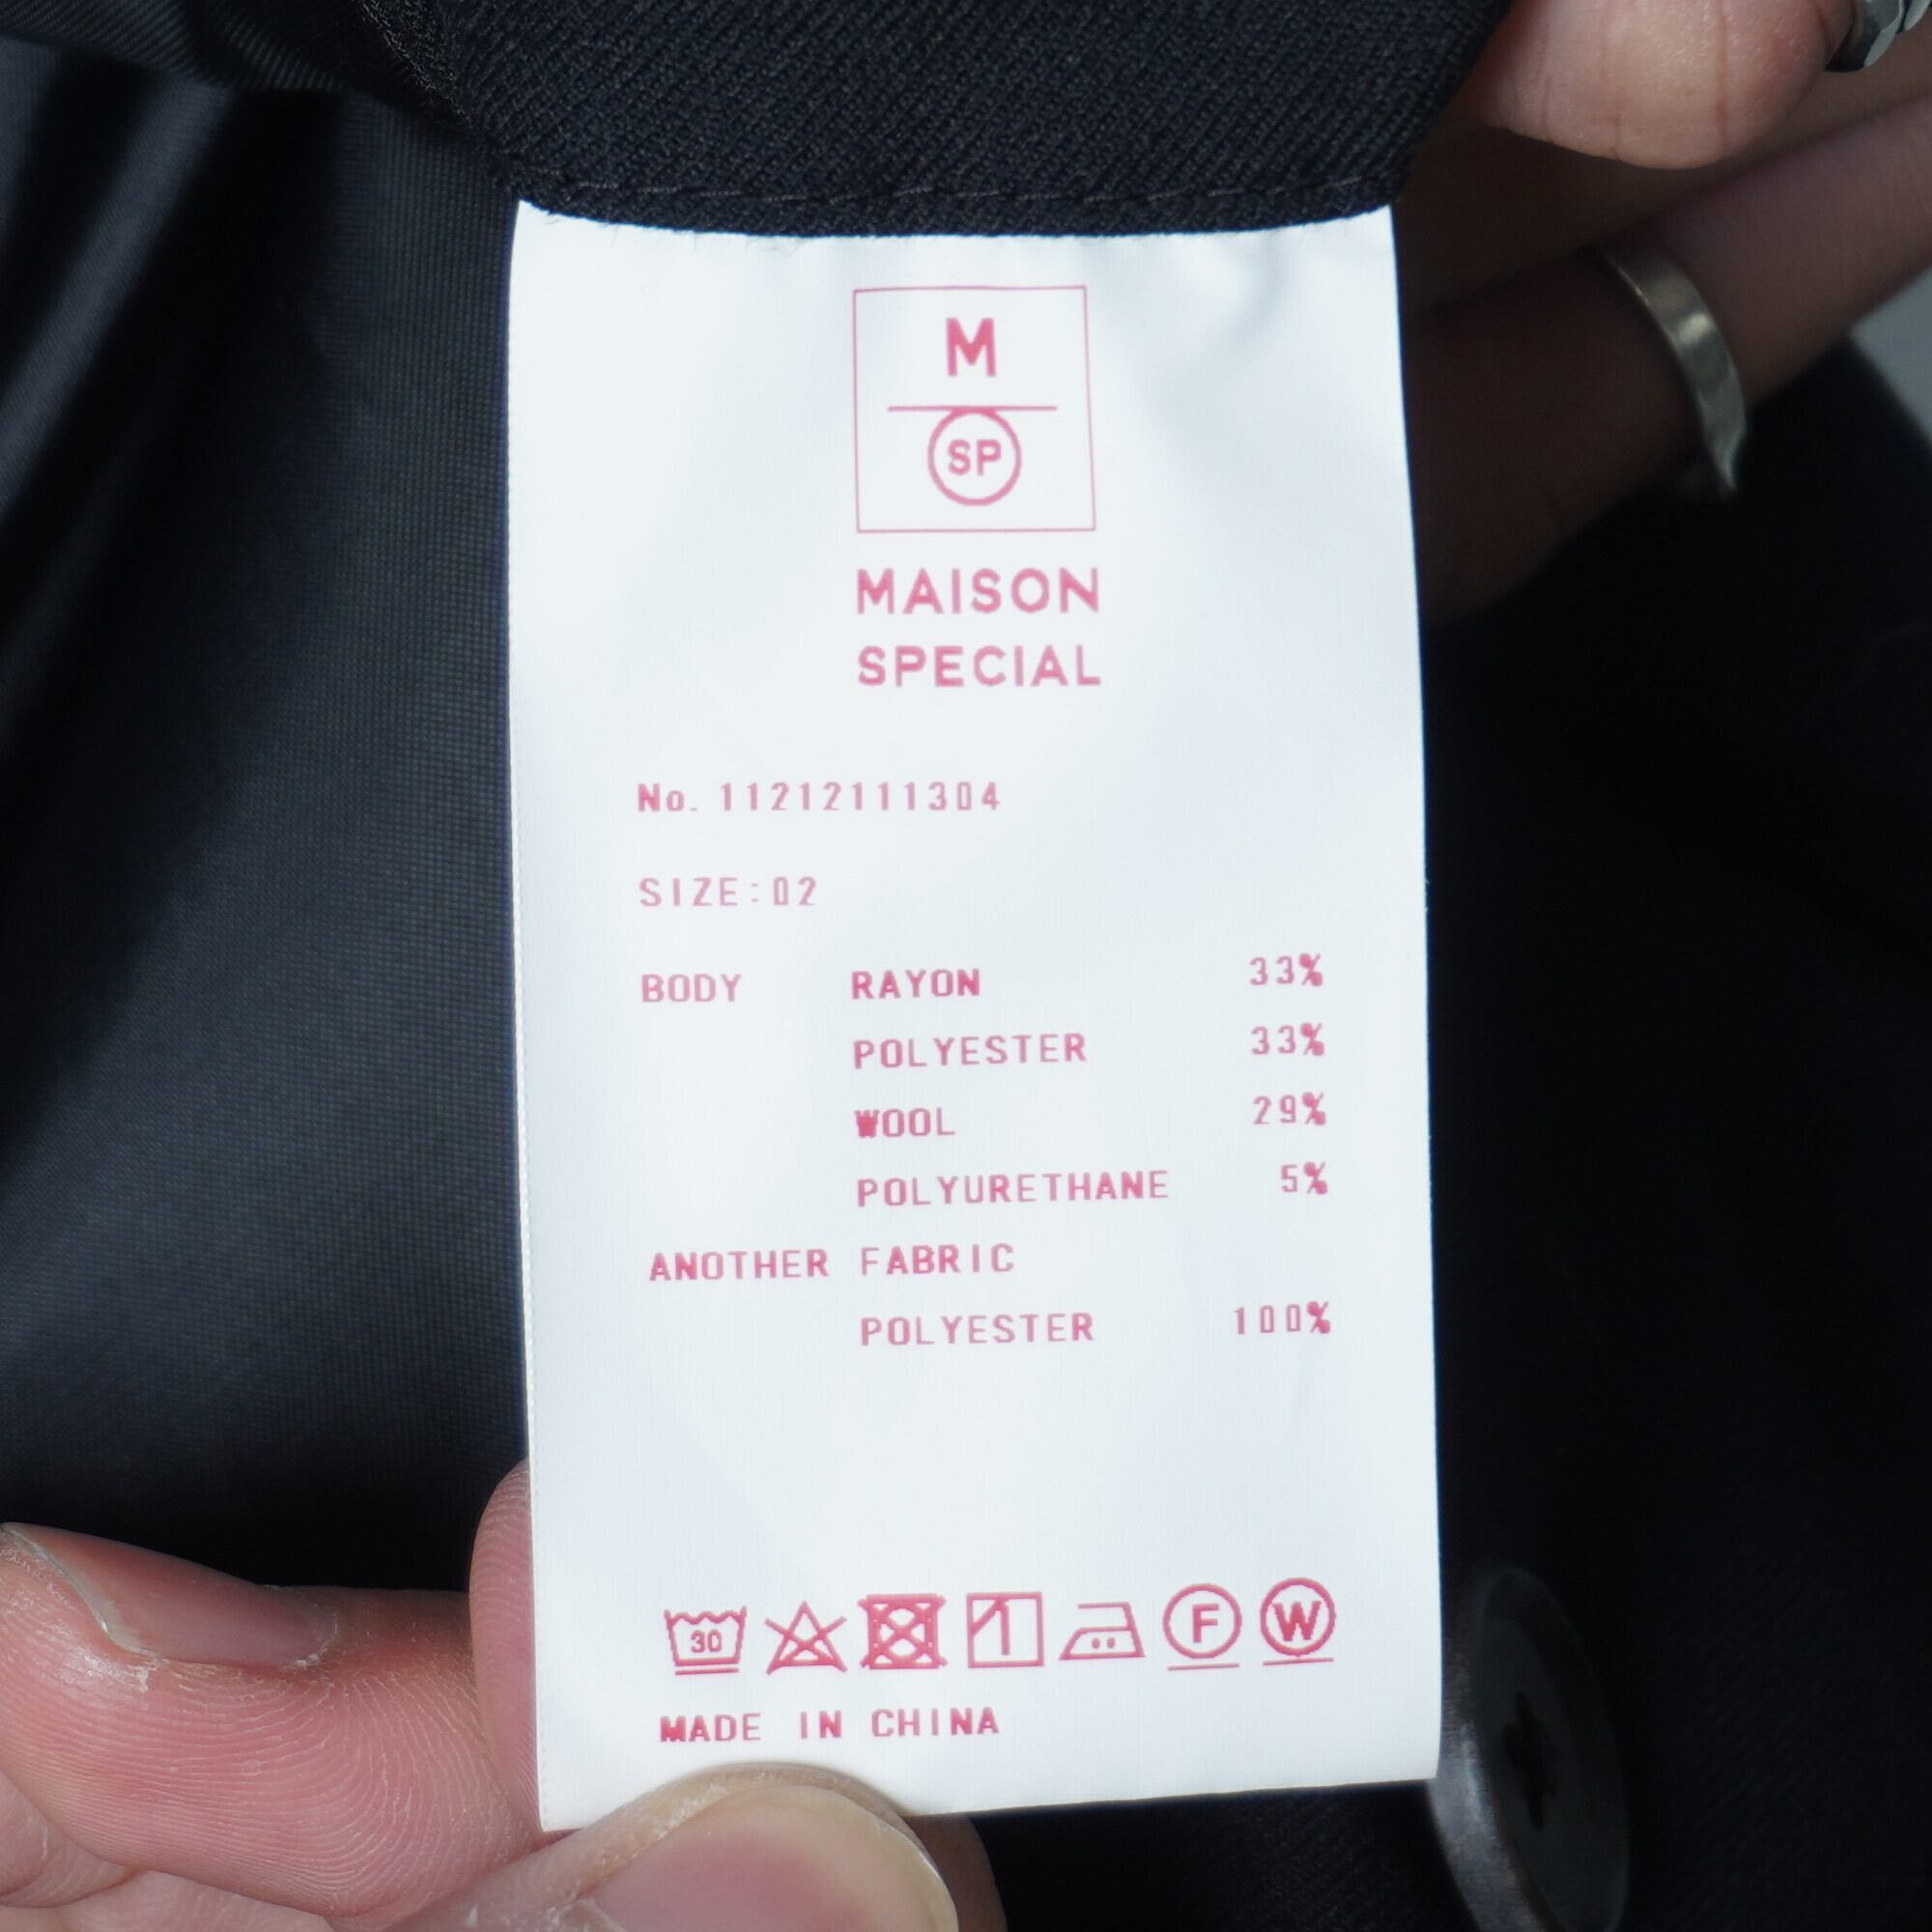 M
SP
MAISON
SPECIAL
No. 11212111304
SIZE:02
BODY RAYON 33%
POLYESTER 33%
WOOL 29%
POLYURETHANE 5%
ANOTHER FABRIC
POLYESTER 100%
30 F W
MADE IN CHINA